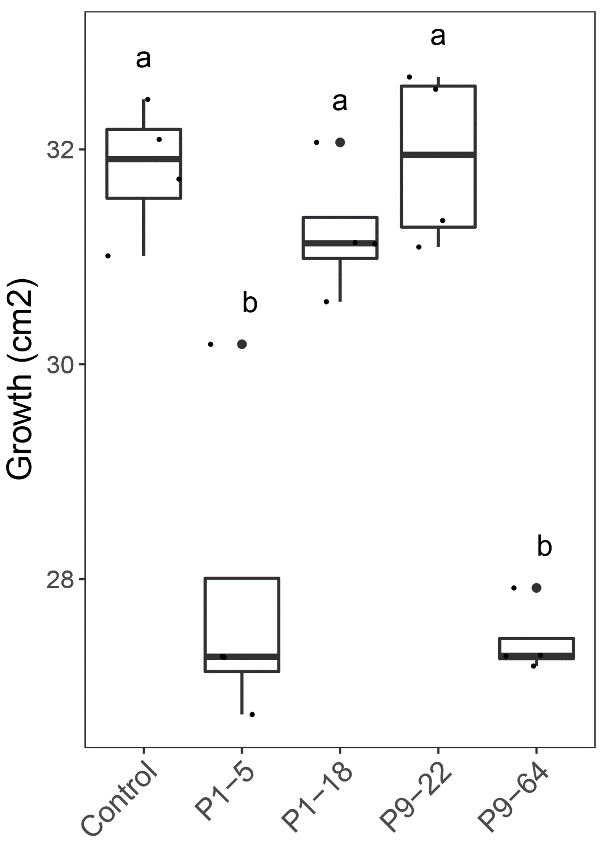 a
a
a
32
b
30
Growth (cm2)
b
28
Control
P1−5
P1−18
P9−22
P9−64